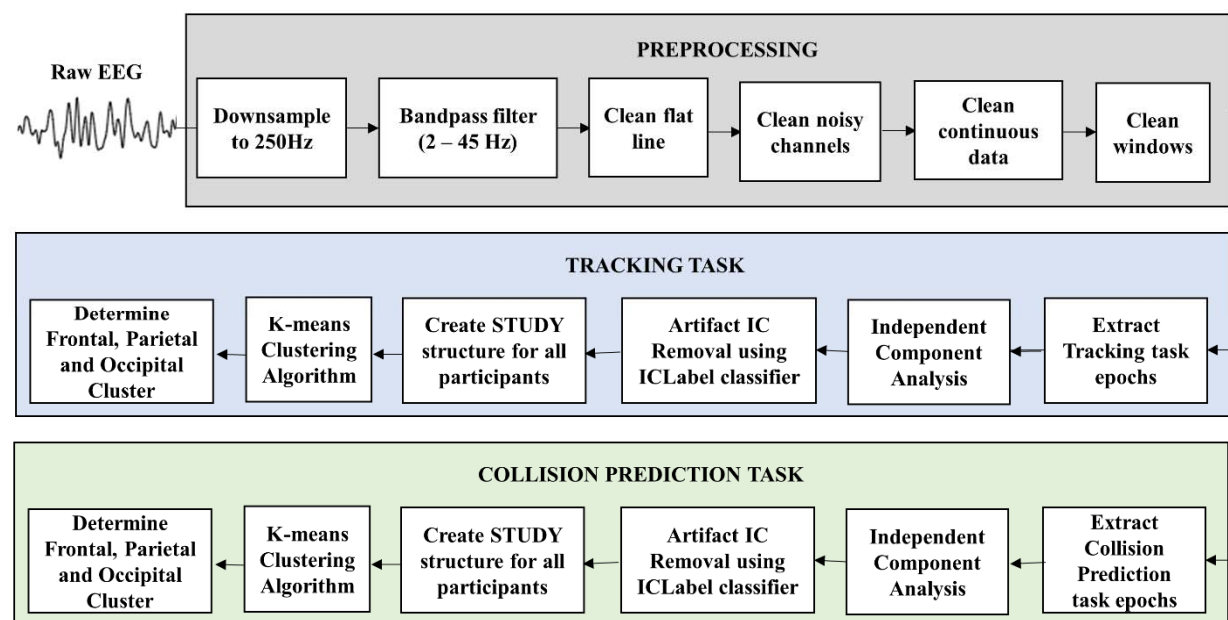 PREPROCESSING
Raw EEG
Downsample
to 250Hz
Bandpass filter
(2 – 45 Hz)
Clean flat
line
Clean noisy
channels
Clean
continuous
data
Clean
windows
TRACKING TASK
Determine
Frontal, Parietal
and Occipital
Cluster
K-means
Clustering
Algorithm
Create STUDY
structure for all
participants
Artifact IC
Removal using
ICLabel classifier
Independent
Component
Analysis
Extract
Tracking task
epochs
COLLISION PREDICTION TASK
Determine
Frontal, Parietal
and Occipital
Cluster
K-means
Clustering
Algorithm
Create STUDY
structure for all
participants
Artifact IC
Removal using
ICLabel classifier
Independent
Component
Analysis
Extract
Collision
Prediction
task epochs